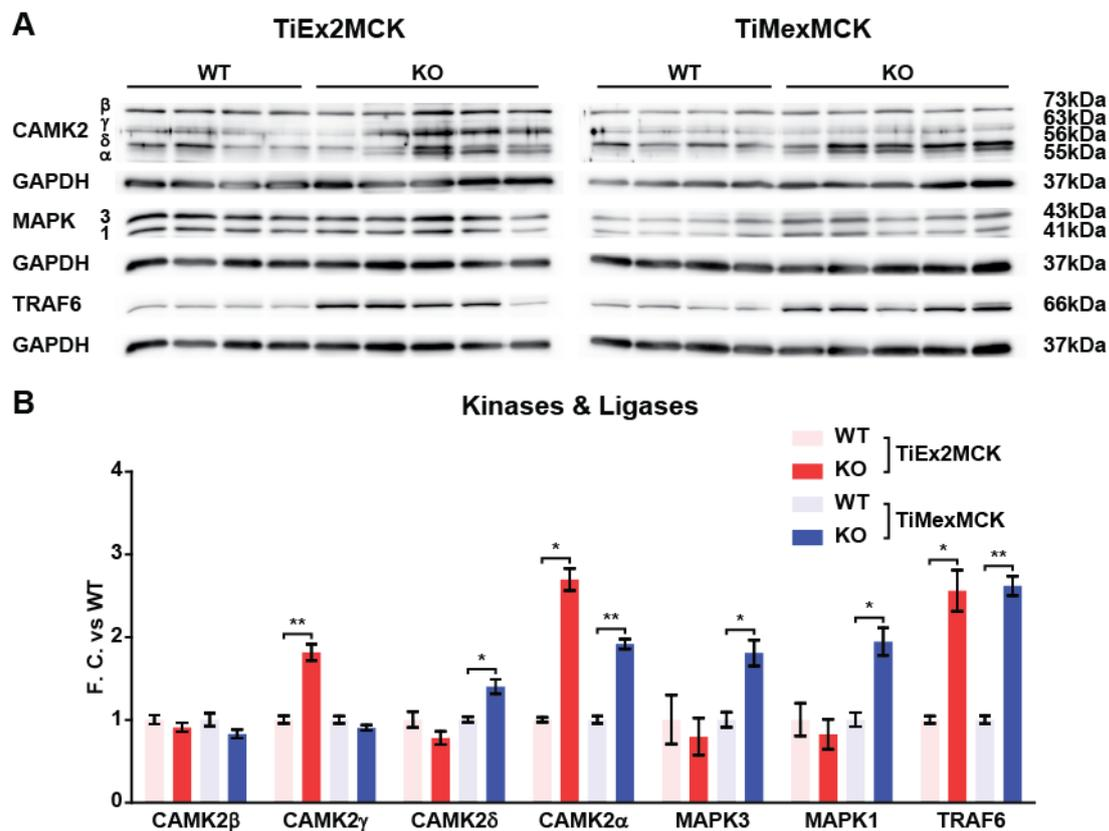 A
TiEx2MCK TiMexMCK
WT KO WT KO
CAMK2 β γ δ α 73kDa 63kDa 56kDa 55kDa
GAPDH 37kDa
MAPK 3 1 43kDa 41kDa
GAPDH 37kDa
TRAF6 66kDa
GAPDH 37kDa
B
Kinases & Ligases
WT
KO
TiEx2MCK
WT
KO
TiMexMCK
F. C. vs WT
4
3
2
1
0
** * * ** * * * **
CAMK2β CAMK2γ CAMK2δ CAMK2α MAPK3 MAPK1 TRAF6